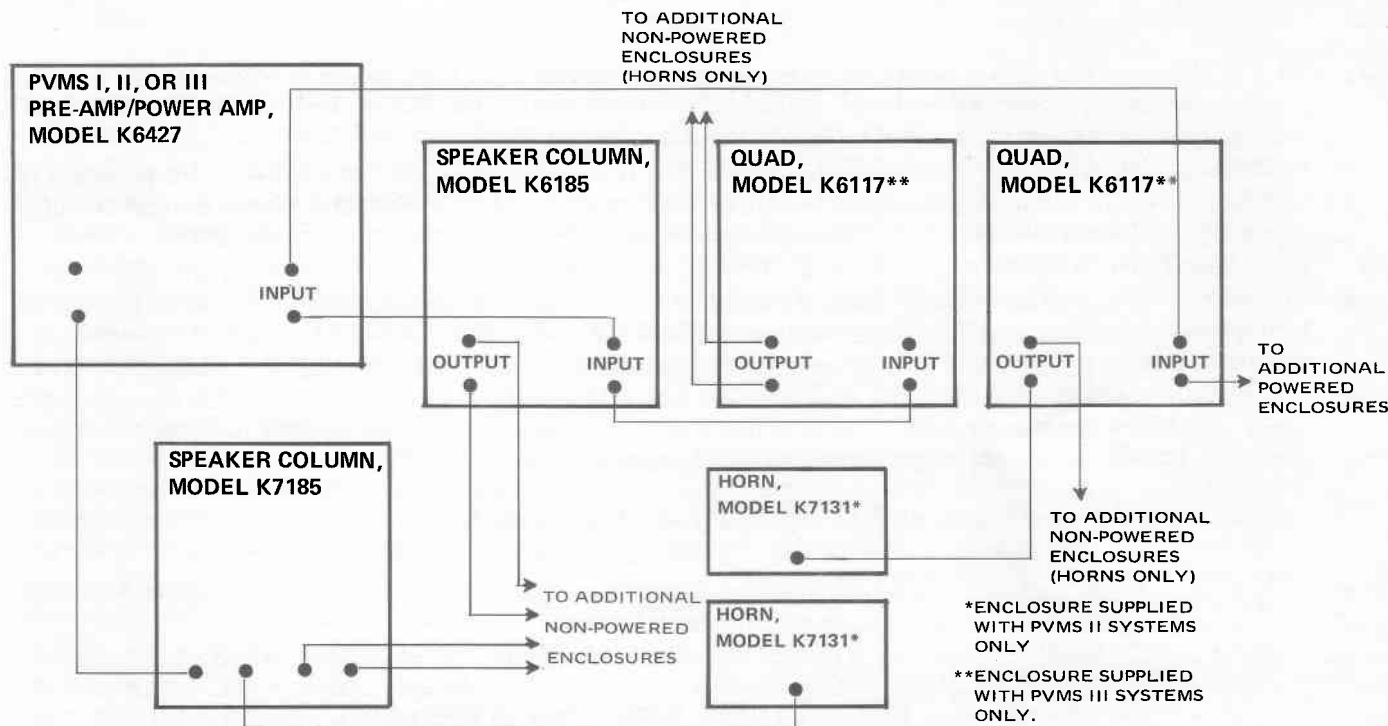 TO ADDITIONAL
NON-POWERED
ENCLOSURES
(HORNS ONLY)
PVMS I, II, OR III
PRE-AMP/POWER AMP,
MODEL K6427
INPUT
SPEAKER COLUMN,
MODEL K6185
OUTPUT
INPUT
QUAD,
MODEL K6117**
OUTPUT
INPUT
QUAD,
MODEL K6117**
OUTPUT
INPUT
TO
ADDITIONAL
POWERED
ENCLOSURES
SPEAKER COLUMN,
MODEL K7185
TO ADDITIONAL
NON-POWERED
ENCLOSURES
HORN,
MODEL K7131*
HORN,
MODEL K7131*
TO ADDITIONAL
NON-POWERED
ENCLOSURES
(HORNS ONLY)
*ENCLOSURE SUPPLIED
WITH PVMS II SYSTEMS
ONLY
**ENCLOSURE SUPPLIED
WITH PVMS III SYSTEMS
ONLY.